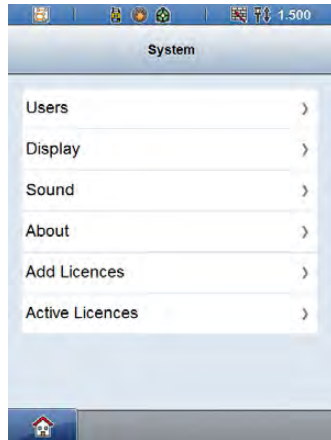 1.500
System
Users
Display
Sound
About
Add Licences
Active Licences